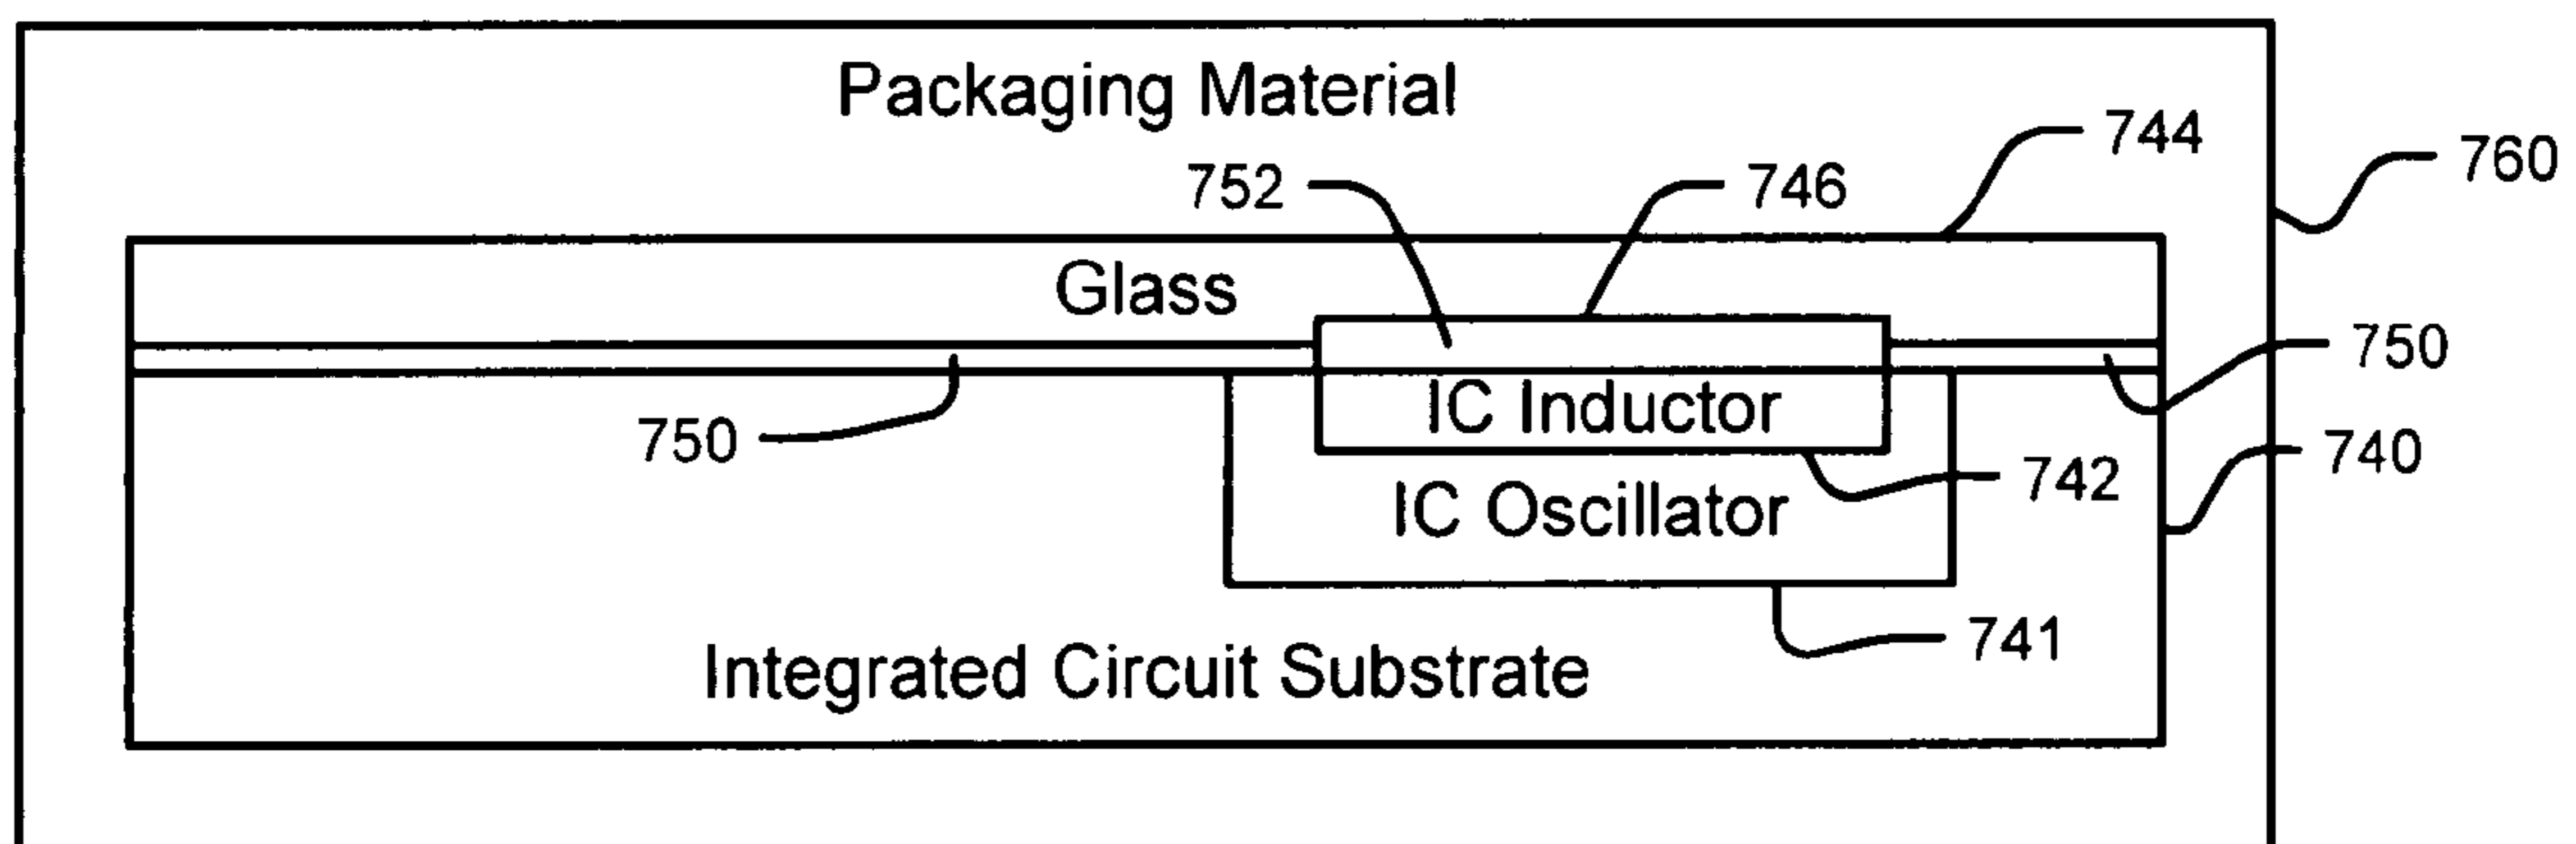 Packaging Material
744
760
752
746
Glass
750
750
IC Inductor
740
742
IC Oscillator
741
Integrated Circuit Substrate